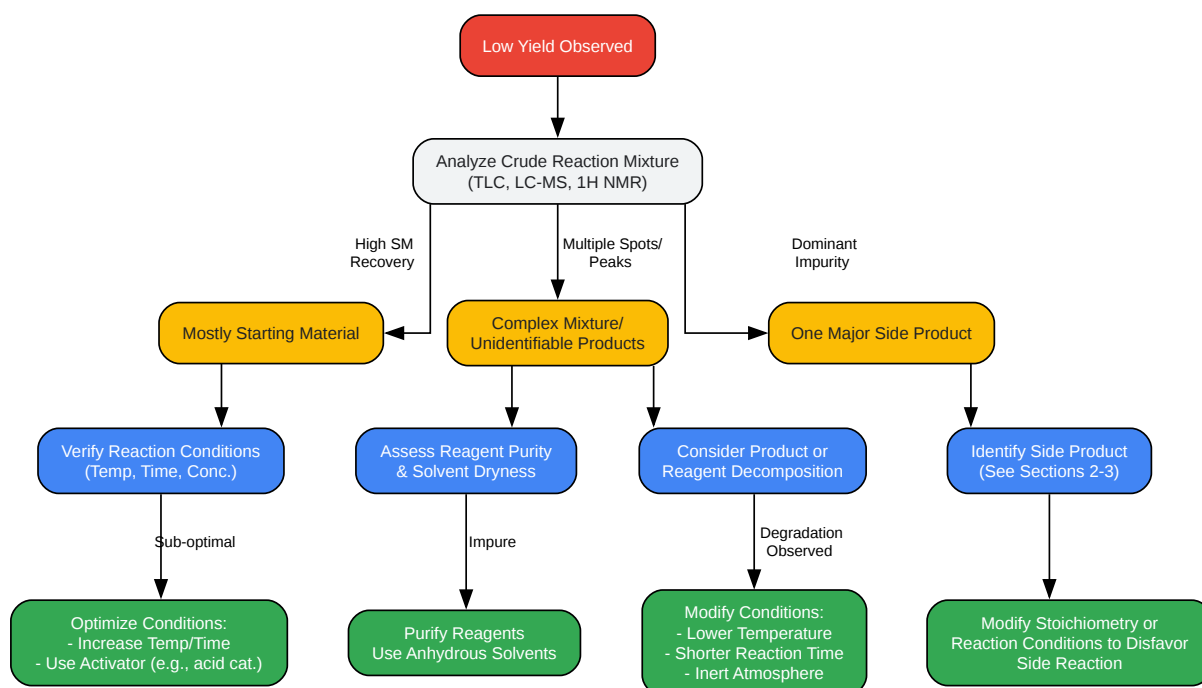 Low Yield Observed
Analyze Crude Reaction Mixture
(TLC, LC-MS, 1H NMR)
High SM
Recovery
Multiple Spots/
Peaks
Dominant
Impurity
Mostly Starting Material
Complex Mixture/
Unidentifiable Products
One Major Side Product
Verify Reaction Conditions
(Temp, Time, Conc.)
Assess Reagent Purity
& Solvent Dryness
Consider Product or
Reagent Decomposition
Identify Side Product
(See Sections 2-3)
Sub-optimal
Impure
Degradation
Observed
Optimize Conditions:
- Increase Temp/Time
- Use Activator (e.g., acid cat.)
Purify Reagents
Use Anhydrous Solvents
Modify Conditions:
- Lower Temperature
- Shorter Reaction Time
- Inert Atmosphere
Modify Stoichiometry or
Reaction Conditions to Disfavor
Side Reaction